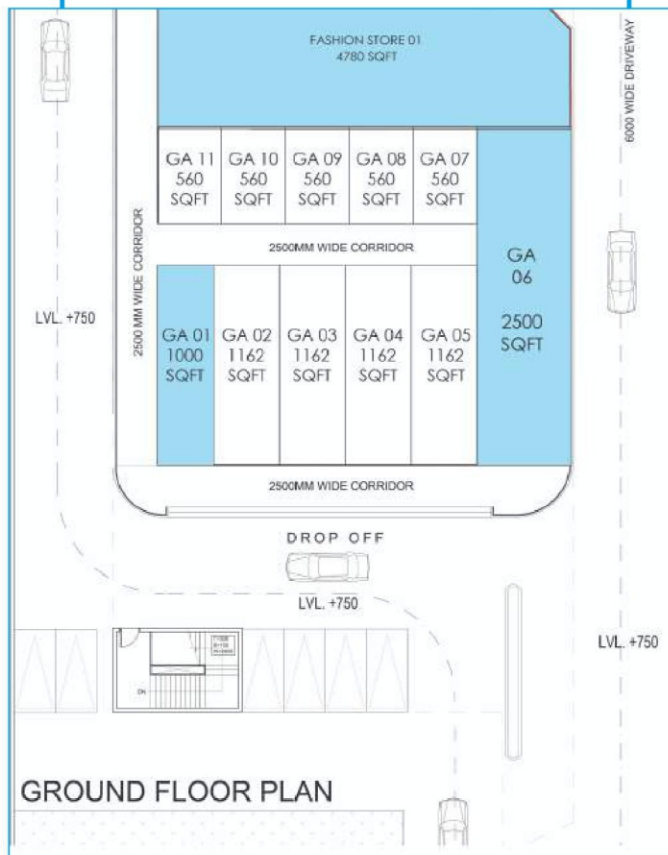 FASHION STORE 01
4780 SQFT
6000 WIDE DRIVEWAY
GA 11
560
SQFT
GA 10
560
SQFT
GA 09
560
SQFT
GA 08
560
SQFT
GA 07
560
SQFT
2500MM WIDE CORRIDOR
2500 MM WIDE CORRIDOR
GA
06
2500
SQFT
LVL. +750
GA 01
1000
SQFT
GA 02
1162
SQFT
GA 03
1162
SQFT
GA 04
1162
SQFT
GA 05
1162
SQFT
2500MM WIDE CORRIDOR
DROP OFF
LVL. +750
LVL. +750
DN
GROUND FLOOR PLAN